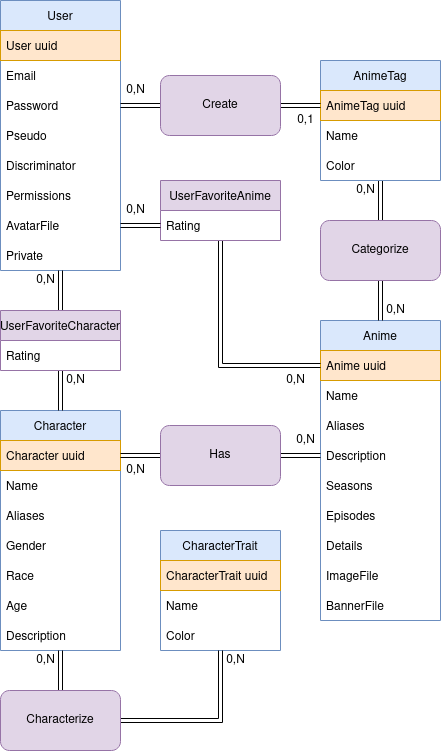 User
User uuid
Email
Password
Pseudo
Discriminator
Permissions
AvatarFile
Private
0,N
Create
0,1
AnimeTag
AnimeTag uuid
Name
Color
0,N
UserFavoriteAnime
Rating
0,N
0,N
Categorize
0,N
0,N
UserFavoriteCharacter
Rating
0,N
Anime
Anime uuid
Name
Aliases
Description
Seasons
Episodes
Details
ImageFile
BannerFile
Character
Character uuid
Name
Aliases
Gender
Race
Age
Description
0,N
Has
0,N
CharacterTrait
CharacterTrait uuid
Name
Color
0,N
0,N
Characterize